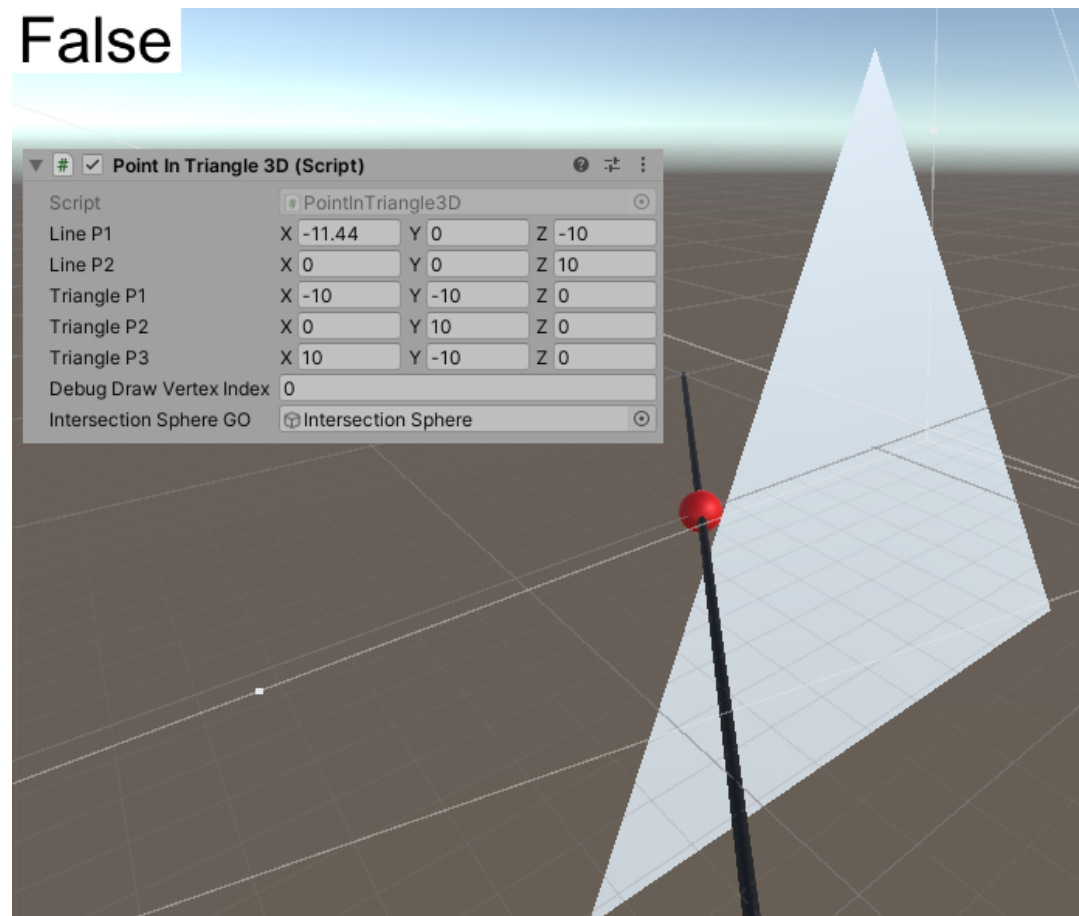 False
Point In Triangle 3D (Script)
Script PointInTriangle3D
Line P1 X -11.44 Y 0 Z -10
Line P2 X 0 Y 0 Z 10
Triangle P1 X -10 Y -10 Z 0
Triangle P2 X 0 Y 10 Z 0
Triangle P3 X 10 Y -10 Z 0
Debug Draw Vertex Index 0
Intersection Sphere GO Intersection Sphere